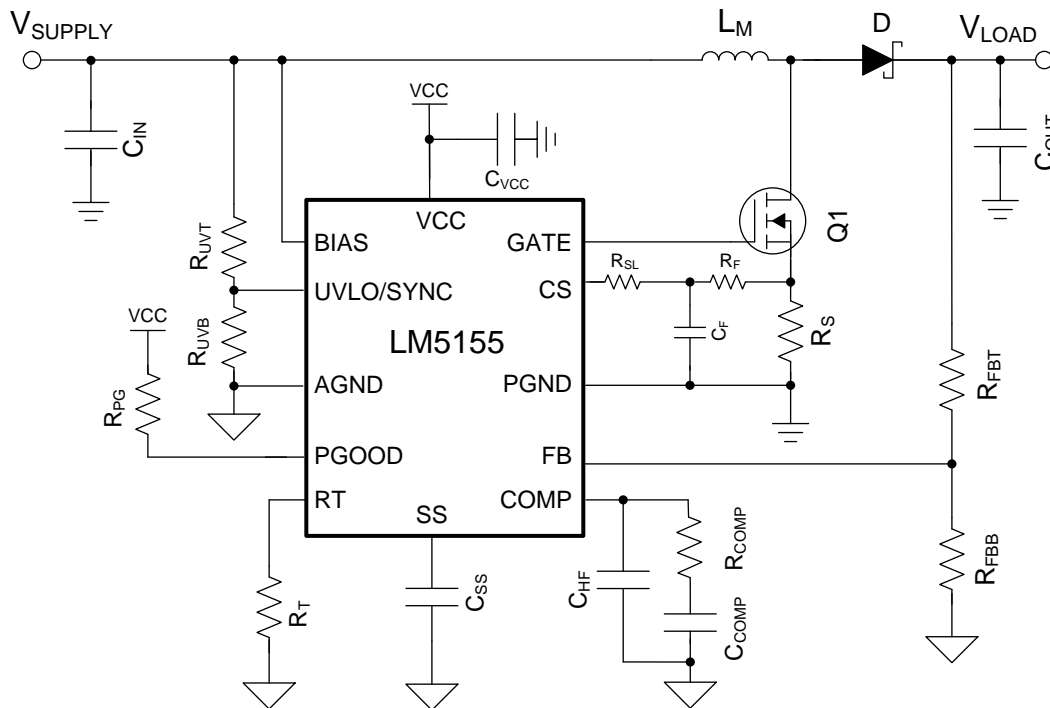 VSUPPLY
LM
D
VLOAD
VCC
CIN
CVCC
COUT
VCC
Q1
BIAS
GATE
RUVT
RSL
RF
UVLO/SYNC
CS
VCC
RUVB
LM5155
CF
RS
RPG
AGND
PGND
RFBT
PGOOD
FB
RT
COMP
SS
RCOMP
RFBB
RT
CSS
CHF
CCOMP